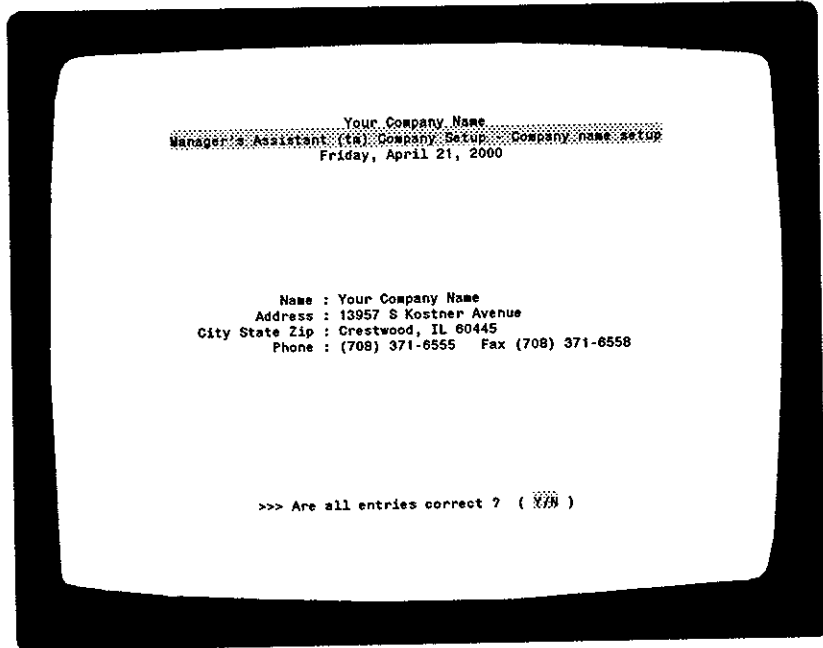 Your Company Name
Manager's Assistant (tm) Company Setup - Company name setup
Friday, April 21, 2000
Name : Your Company Name
Address : 13957 S Kostner Avenue
City State Zip : Crestwood, IL 60445
Phone : (708) 371-6555 Fax (708) 371-6558
>>> Are all entries correct ? ( Y/N )